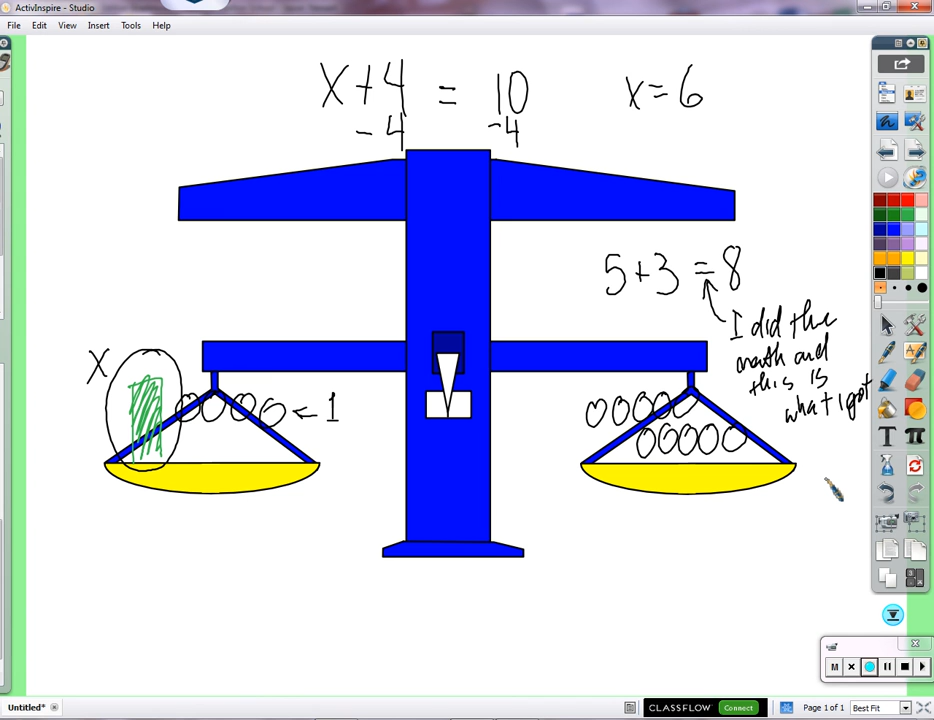 ActivInspire - Studio
File Edit View Insert Tools Help
x + 4 = 10
x = 6
- 4 - 4
5 + 3 = 8
I did the
math and
this is
what I got
X
← 1
M
Untitled*
CLASSFLOW Connect
Page 1 of 1
Best Fit